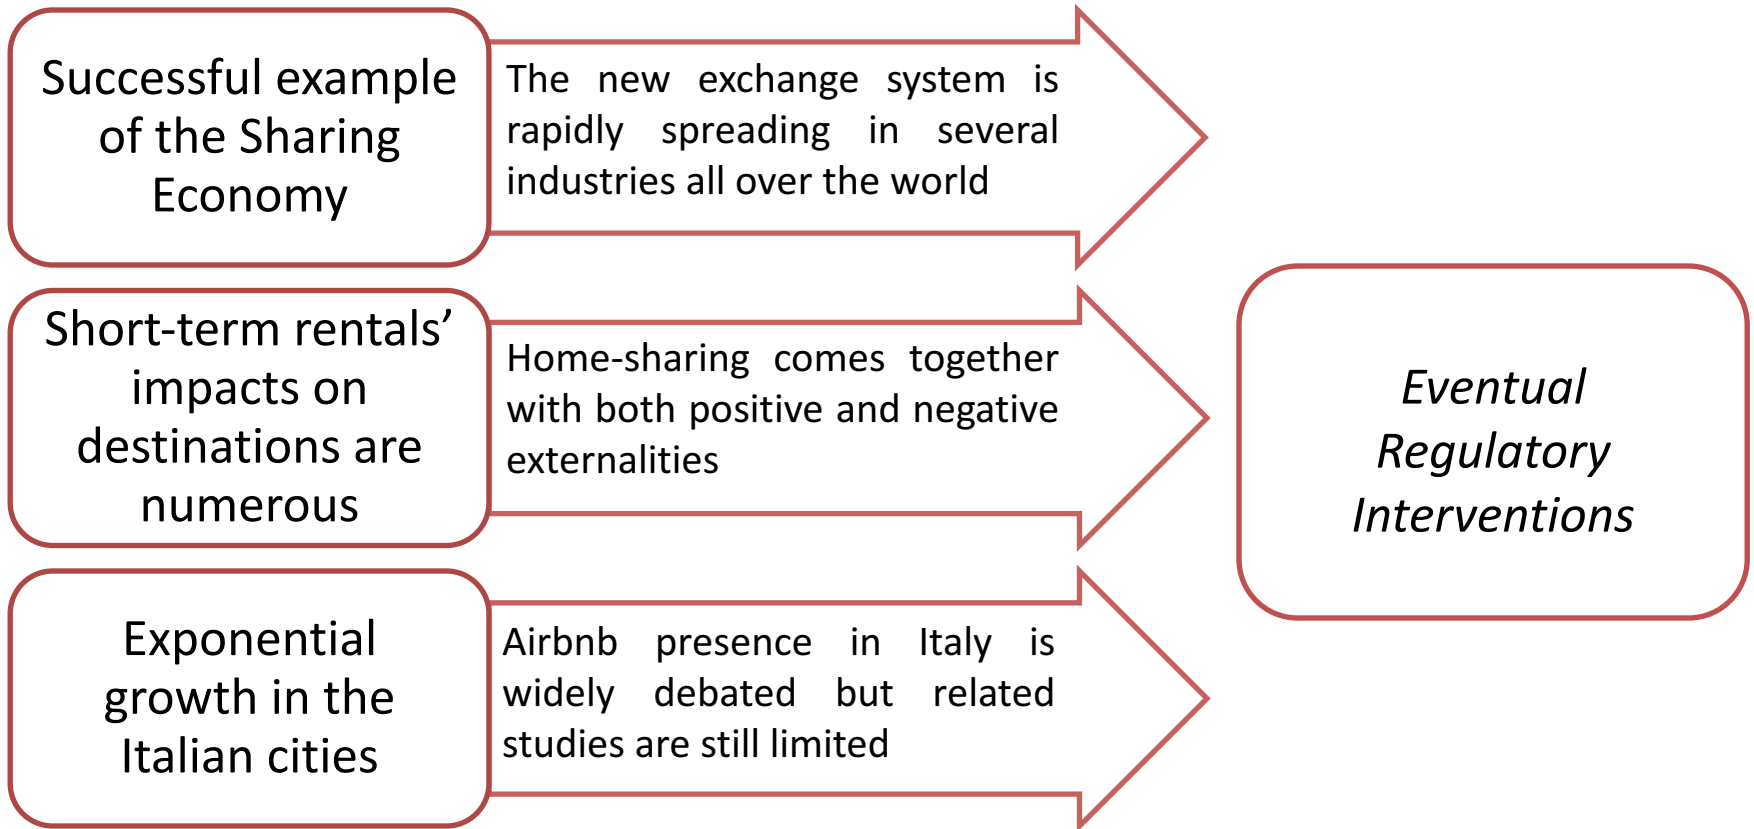 Successful example
of the Sharing
Economy
The new exchange system is
rapidly spreading in several
industries all over the world
Short-term rentals’
impacts on
destinations are
numerous
Home-sharing comes together
with both positive and negative
externalities
Exponential
growth in the
Italian cities
Airbnb presence in Italy is
widely debated but related
studies are still limited
Eventual
Regulatory
Interventions